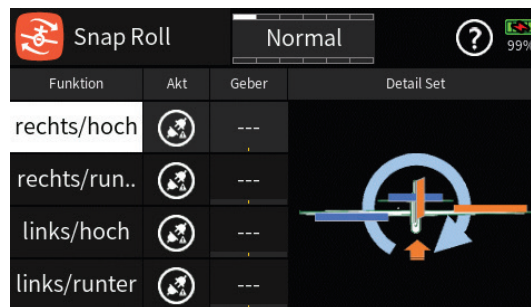 Snap Roll Normal ? 99%
Funktion Akt Geber Detail Set
rechts/hoch ---
rechts/run.. ---
links/hoch ---
links/runter ---